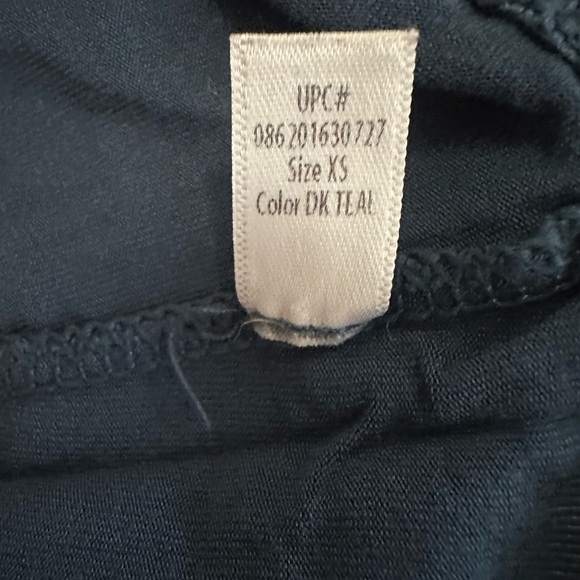 UPC#
086201630727
Size XS
Color DK TEAL